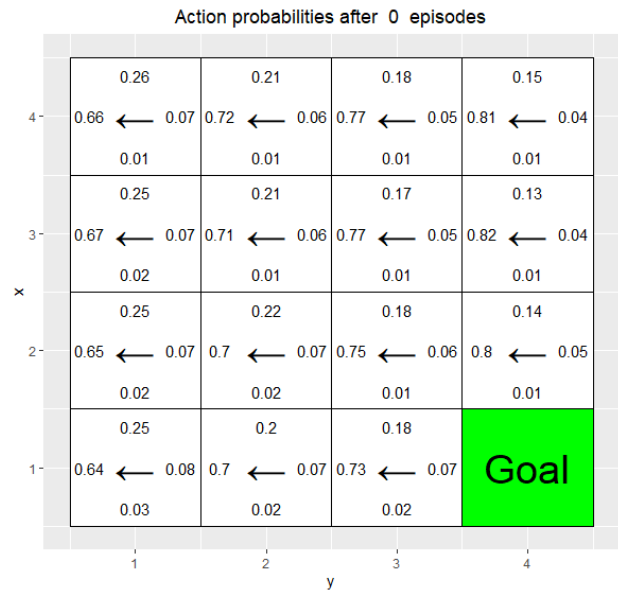 Action probabilities after 0 episodes
0.26 0.21 0.18 0.15
4 0.66 0.07 0.72 0.06 0.77 0.05 0.81 0.04
0.01 0.01 0.01 0.01
0.25 0.21 0.17 0.13
3 0.67 0.07 0.71 0.06 0.77 0.05 0.82 0.04
0.02 0.01 0.01 0.01
x
0.25 0.22 0.18 0.14
2 0.65 0.07 0.7 0.07 0.75 0.06 0.8 0.05
0.02 0.02 0.01 0.01
0.25 0.2 0.18
1 0.64 0.08 0.7 0.07 0.73 0.07 Goal
0.03 0.02 0.02
1 2 3 4
y